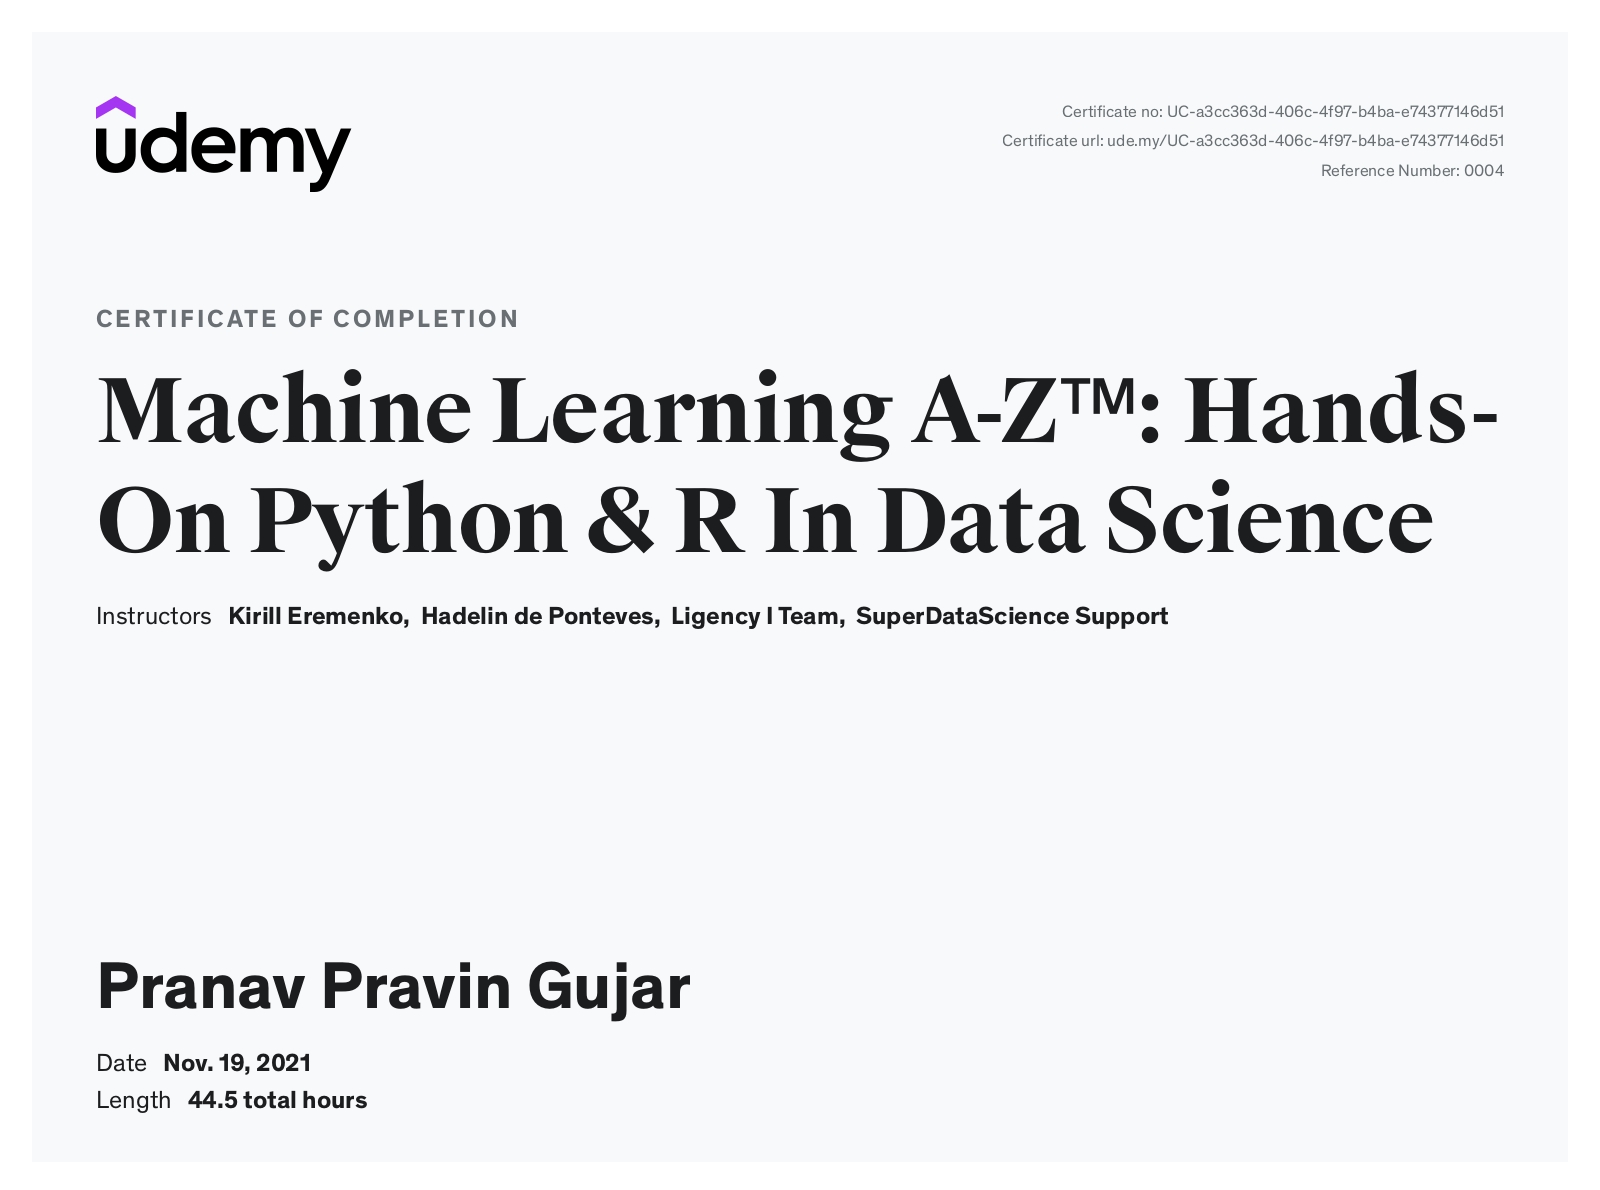 udemy
Certificate no: UC-a3cc363d-406c-4f97-b4ba-e74377146d51
Certificate url: ude.my/UC-a3cc363d-406c-4f97-b4ba-e74377146d51
Reference Number: 0004
CERTIFICATE OF COMPLETION
Machine Learning A-Z™: Hands-
On Python & R In Data Science
Instructors Kirill Eremenko, Hadelin de Ponteves, Ligency I Team, SuperDataScience Support
Pranav Pravin Gujar
Date Nov. 19, 2021
Length 44.5 total hours